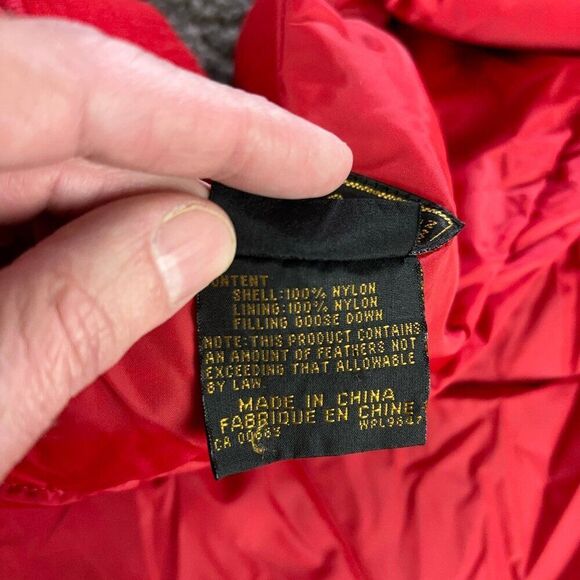 ONTENT
SHELL:100% NYLON
LINING:100% NYLON
FILLING GOOSE DOWN
NOTE:THIS PRODUCT CONTAINS
AN AMOUNT OF FEATHERS NOT
EXCEEDING THAT ALLOWABLE
BY LAW.
MADE IN CHINA
FABRIQUE EN CHINE
CA 00683 WPL9847